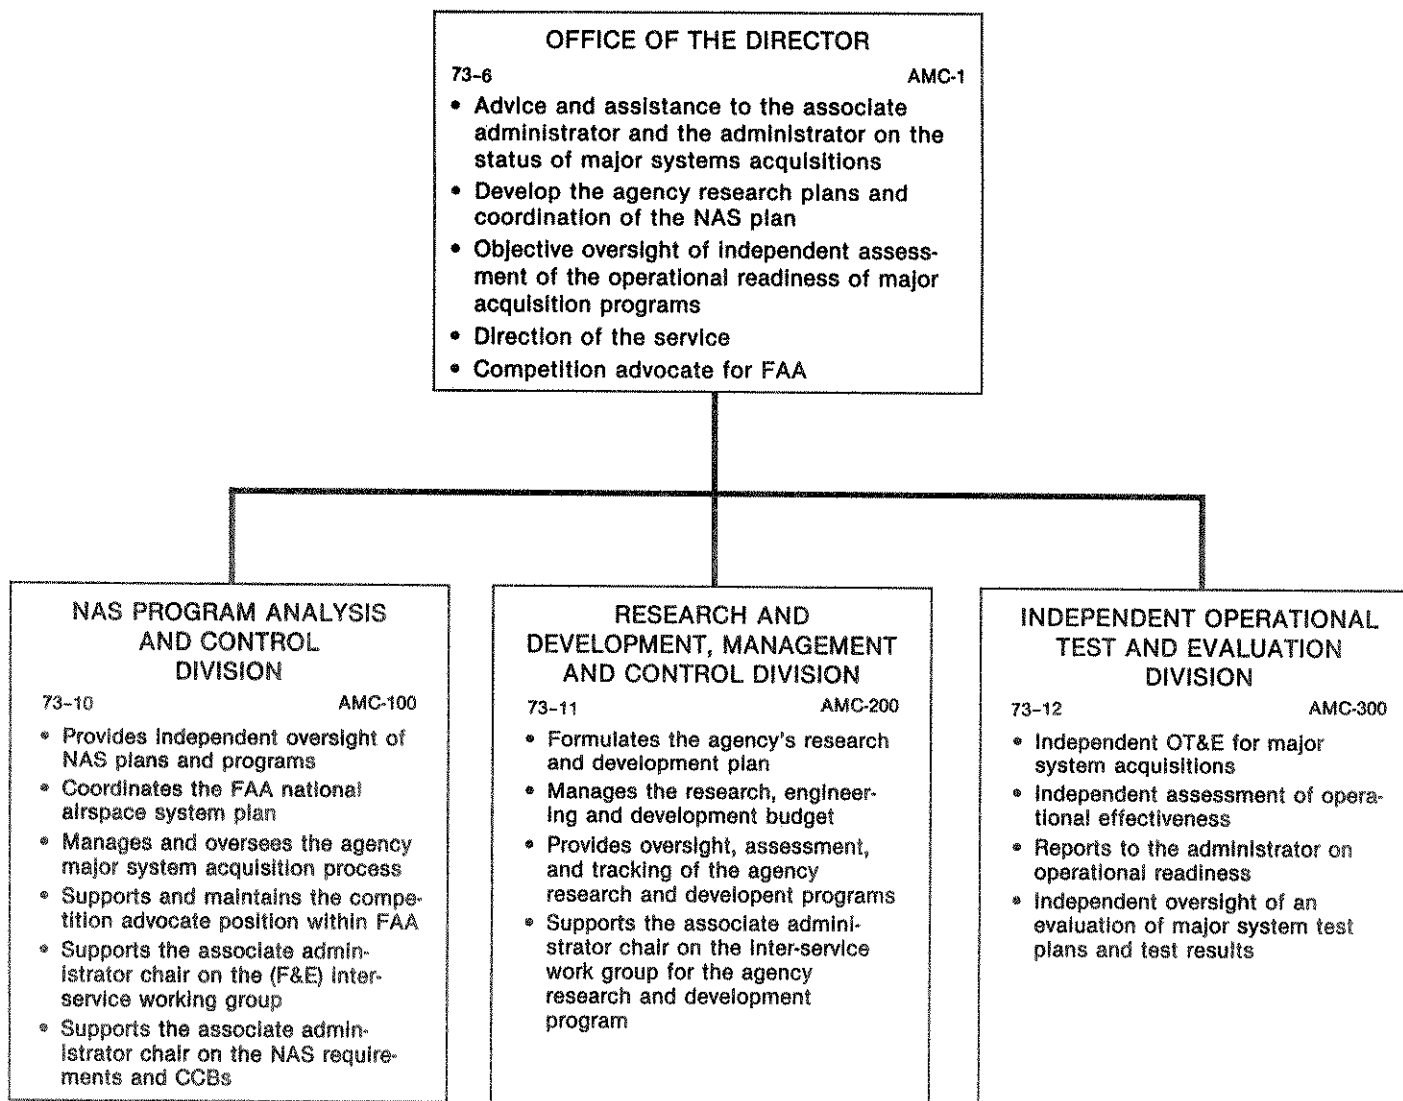 OFFICE OF THE DIRECTOR
73-6 AMC-1
• Advice and assistance to the associate
administrator and the administrator on the
status of major systems acquisitions
• Develop the agency research plans and
coordination of the NAS plan
• Objective oversight of independent assess-
ment of the operational readiness of major
acquisition programs
• Direction of the service
• Competition advocate for FAA
NAS PROGRAM ANALYSIS
AND CONTROL
DIVISION
73-10 AMC-100
• Provides independent oversight of
NAS plans and programs
• Coordinates the FAA national
airspace system plan
• Manages and oversees the agency
major system acquisition process
• Supports and maintains the compe-
tition advocate position within FAA
• Supports the associate admin-
istrator chair on the (F&E) inter-
service working group
• Supports the associate admin-
istrator chair on the NAS require-
ments and CCBs
RESEARCH AND
DEVELOPMENT, MANAGEMENT
AND CONTROL DIVISION
73-11 AMC-200
• Formulates the agency's research
and development plan
• Manages the research, engineer-
ing and development budget
• Provides oversight, assessment,
and tracking of the agency
research and developent programs
• Supports the associate admini-
strator chair on the inter-service
work group for the agency
research and development
program
INDEPENDENT OPERATIONAL
TEST AND EVALUATION
DIVISION
73-12 AMC-300
• Independent OT&E for major
system acquisitions
• Independent assessment of opera-
tional effectiveness
• Reports to the administrator on
operational readiness
• Independent oversight of an
evaluation of major system test
plans and test results